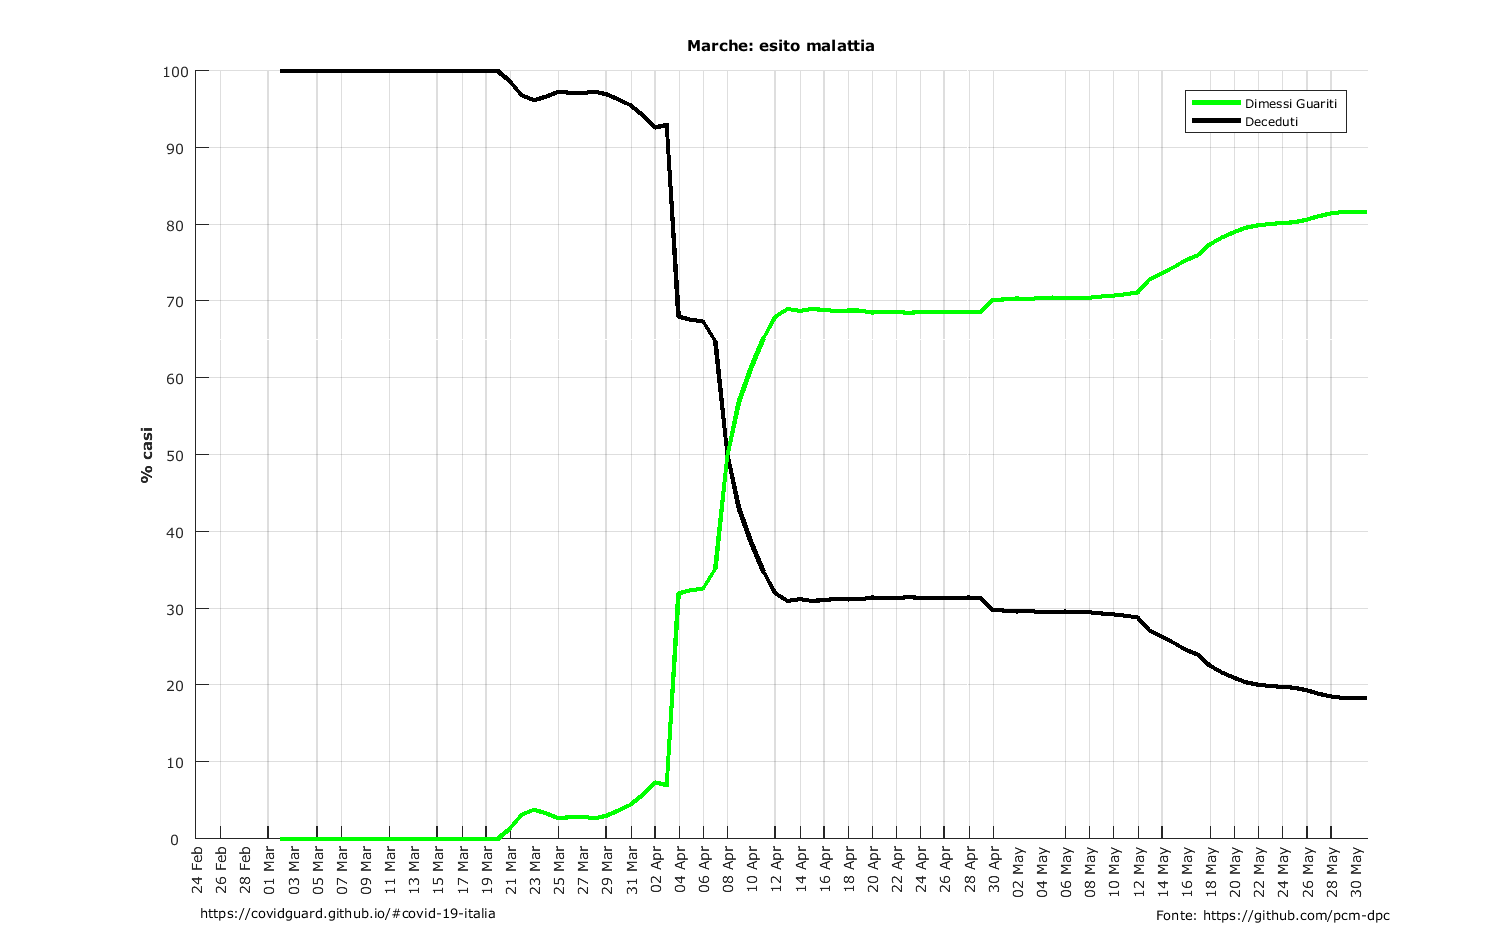 Marche: esito malattia
Dimessi Guariti
Deceduti
% casi
100
90
80
70
60
50
40
30
20
10
0
24 Feb
26 Feb
28 Feb
01 Mar
03 Mar
05 Mar
07 Mar
09 Mar
11 Mar
13 Mar
15 Mar
17 Mar
19 Mar
21 Mar
23 Mar
25 Mar
27 Mar
29 Mar
31 Mar
02 Apr
04 Apr
06 Apr
08 Apr
10 Apr
12 Apr
14 Apr
16 Apr
18 Apr
20 Apr
22 Apr
24 Apr
26 Apr
28 Apr
30 Apr
02 May
04 May
06 May
08 May
10 May
12 May
14 May
16 May
18 May
20 May
22 May
24 May
26 May
28 May
30 May
https://covidguard.github.io/#covid-19-italia
Fonte: https://github.com/pcm-dpc